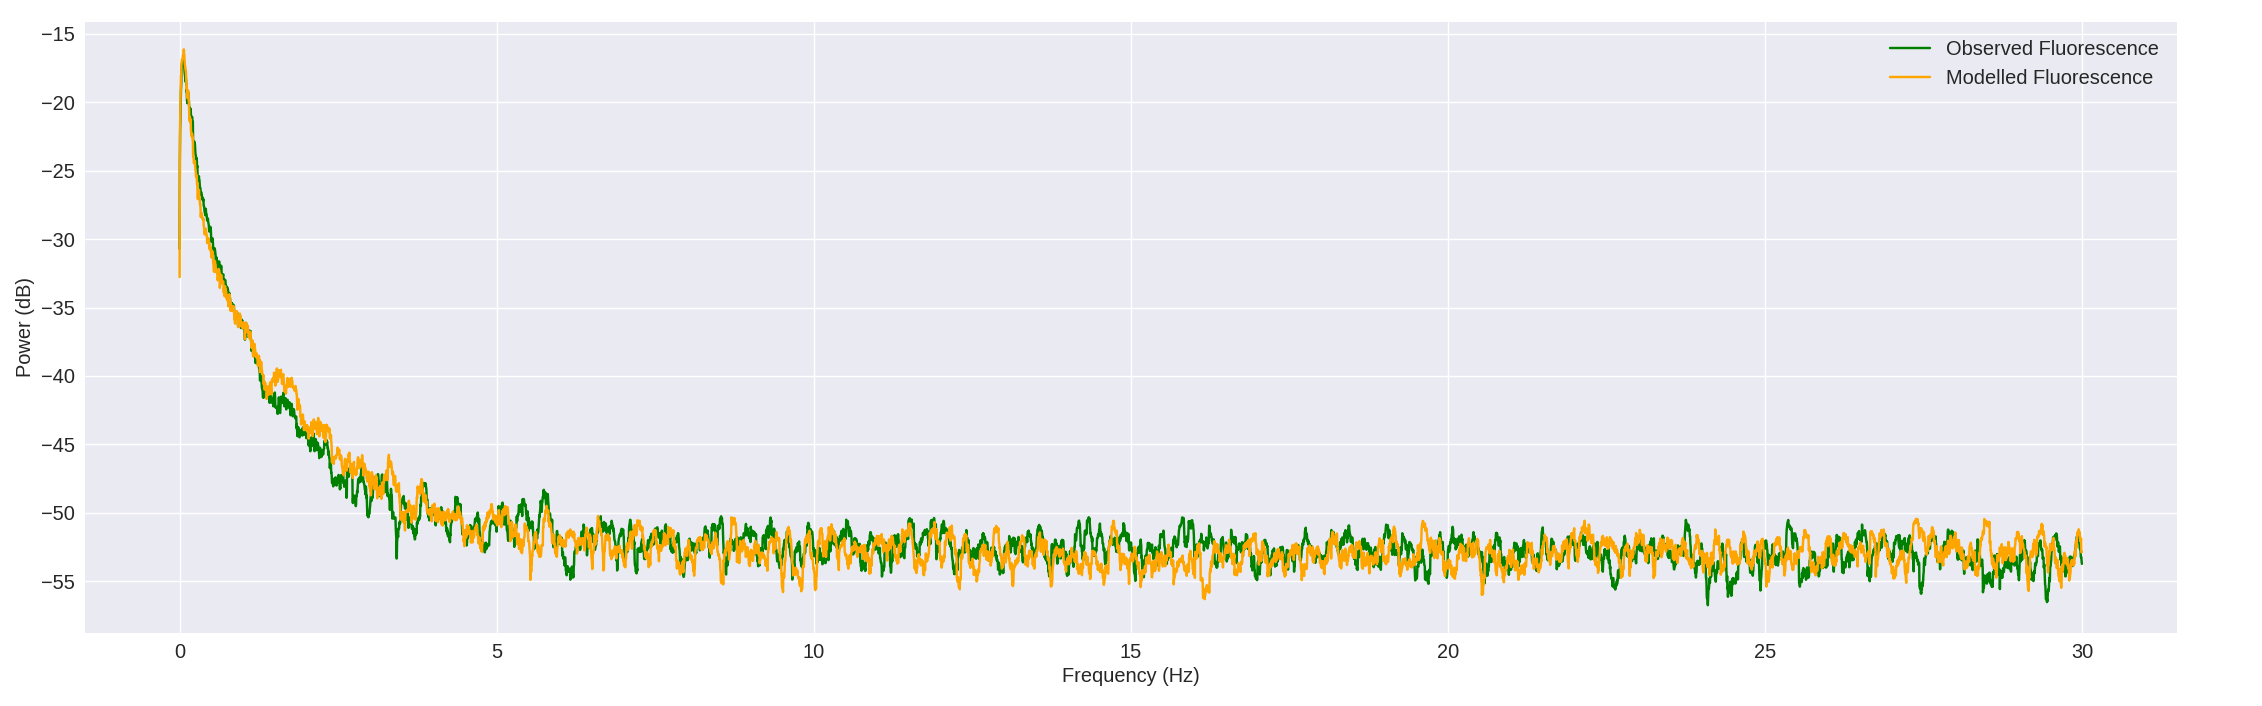 Observed Fluorescence
Modelled Fluorescence
Power (dB)
−15
−20
−25
−30
−35
−40
−45
−50
−55
0 5 10 15 20 25 30
Frequency (Hz)